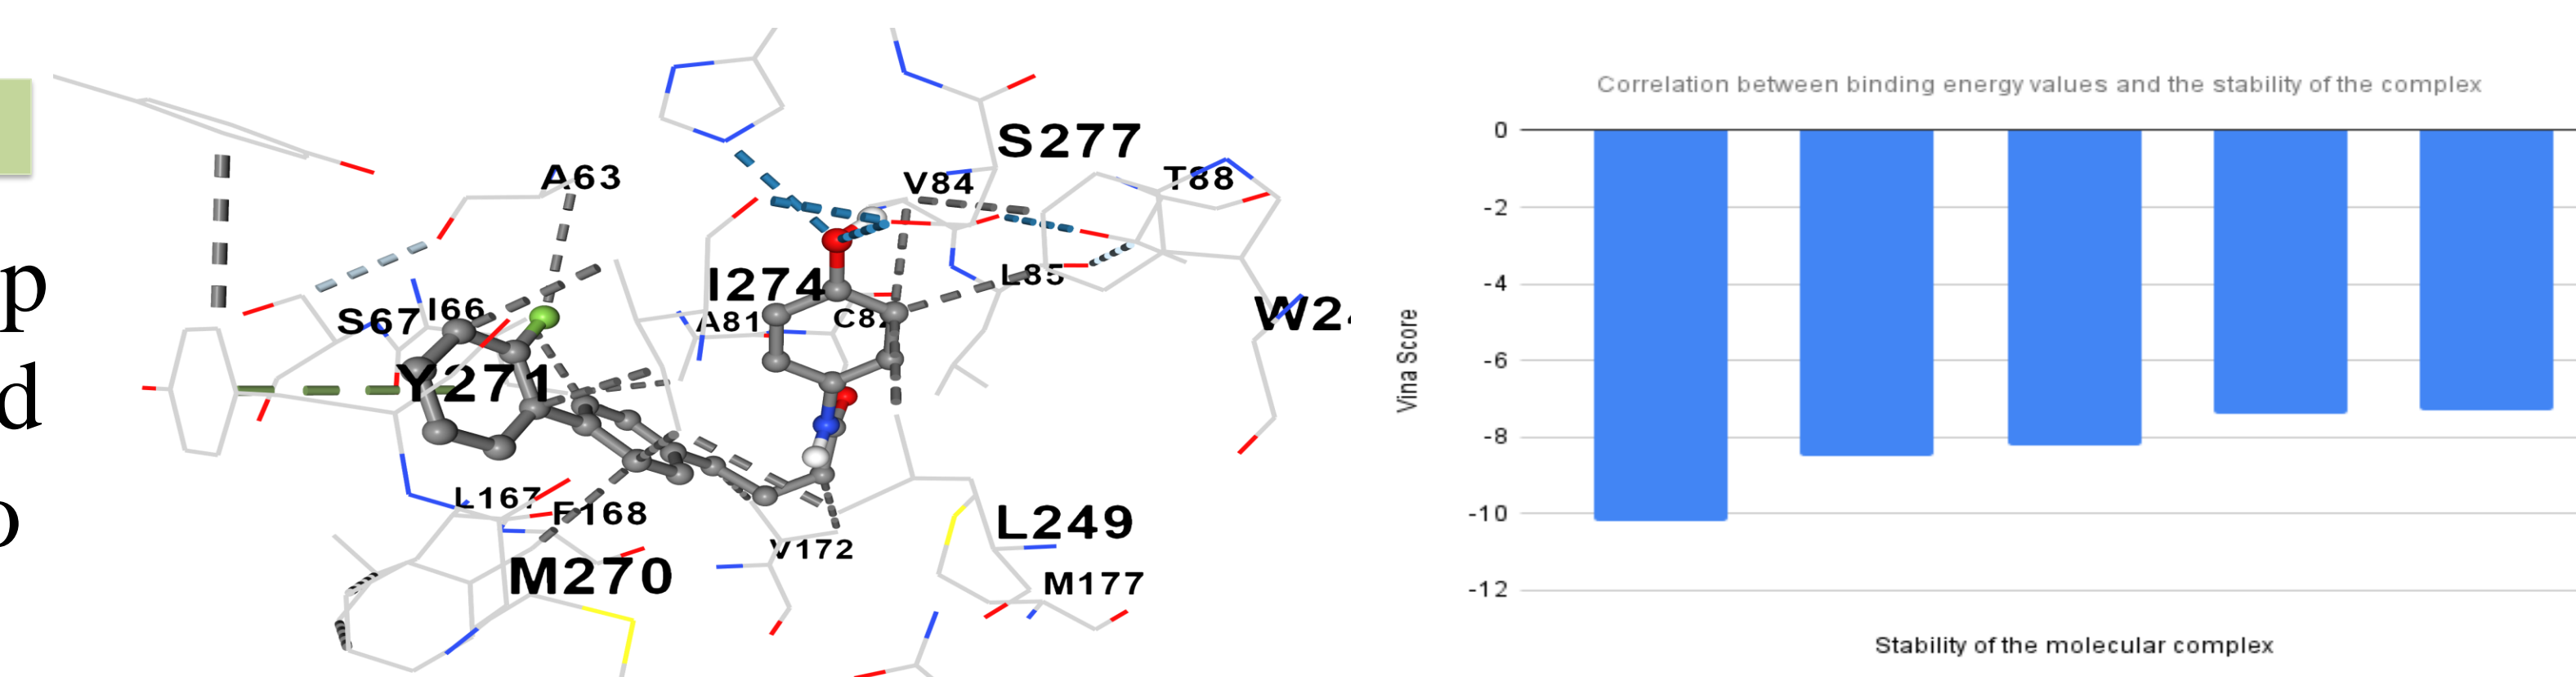 p
d
o
A63
S277
V84
T88
I274
L85
S67
I66
A81
Y271
L167
F168
V172
L249
M270
M177
Correlation between binding energy values and the stability of the complex
0
-2
-4
-6
-8
-10
-12
Vina Score
Stability of the molecular complex